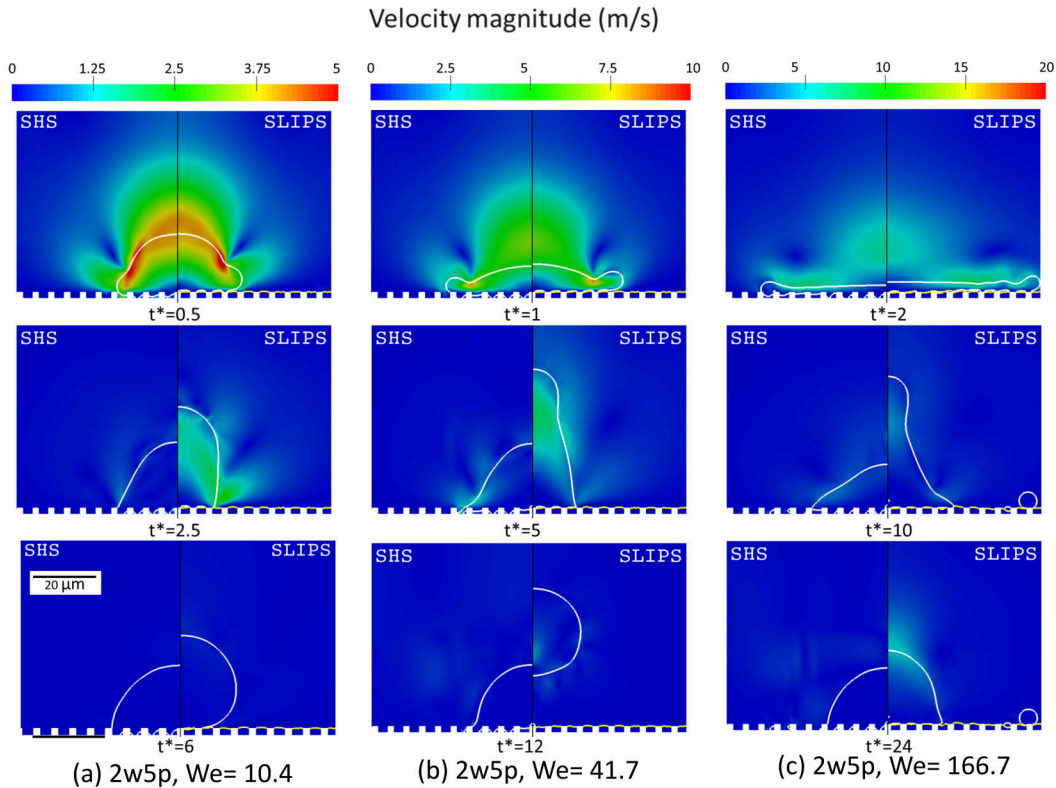 Velocity magnitude (m/s)
0 1.25 2.5 3.75 5
0 2.5 5 7.5 10
0 5 10 15 20
SHS SLIPS
SHS SLIPS
SHS SLIPS
t*=0.5
t*=1
t*=2
SHS SLIPS
SHS SLIPS
SHS SLIPS
t*=2.5
t*=5
t*=10
SHS SLIPS
SHS SLIPS
SHS SLIPS
20 μm
t*=6
t*=12
t*=24
(a) 2w5p, We= 10.4
(b) 2w5p, We= 41.7
(c) 2w5p, We= 166.7